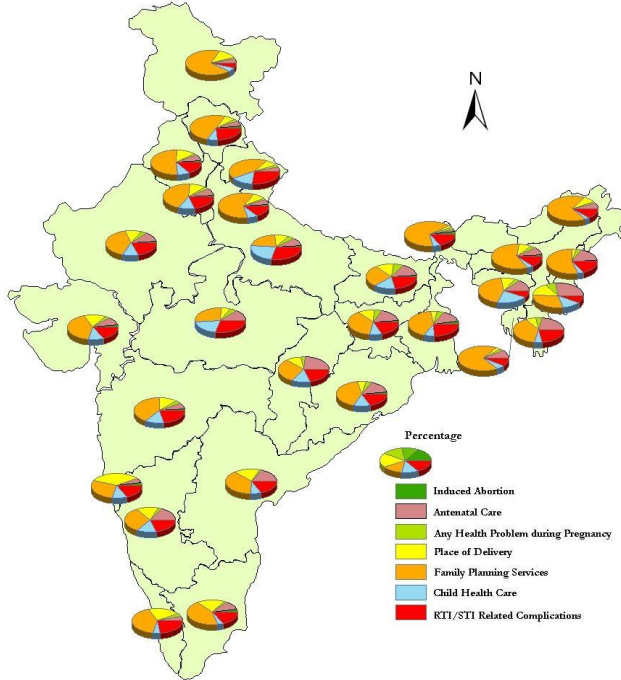 N
Percentage
Induced Abortion
Antenatal Care
Any Health Problem during Pregnancy
Place of Delivery
Family Planning Services
Child Health Care
RTI/STI Related Complications